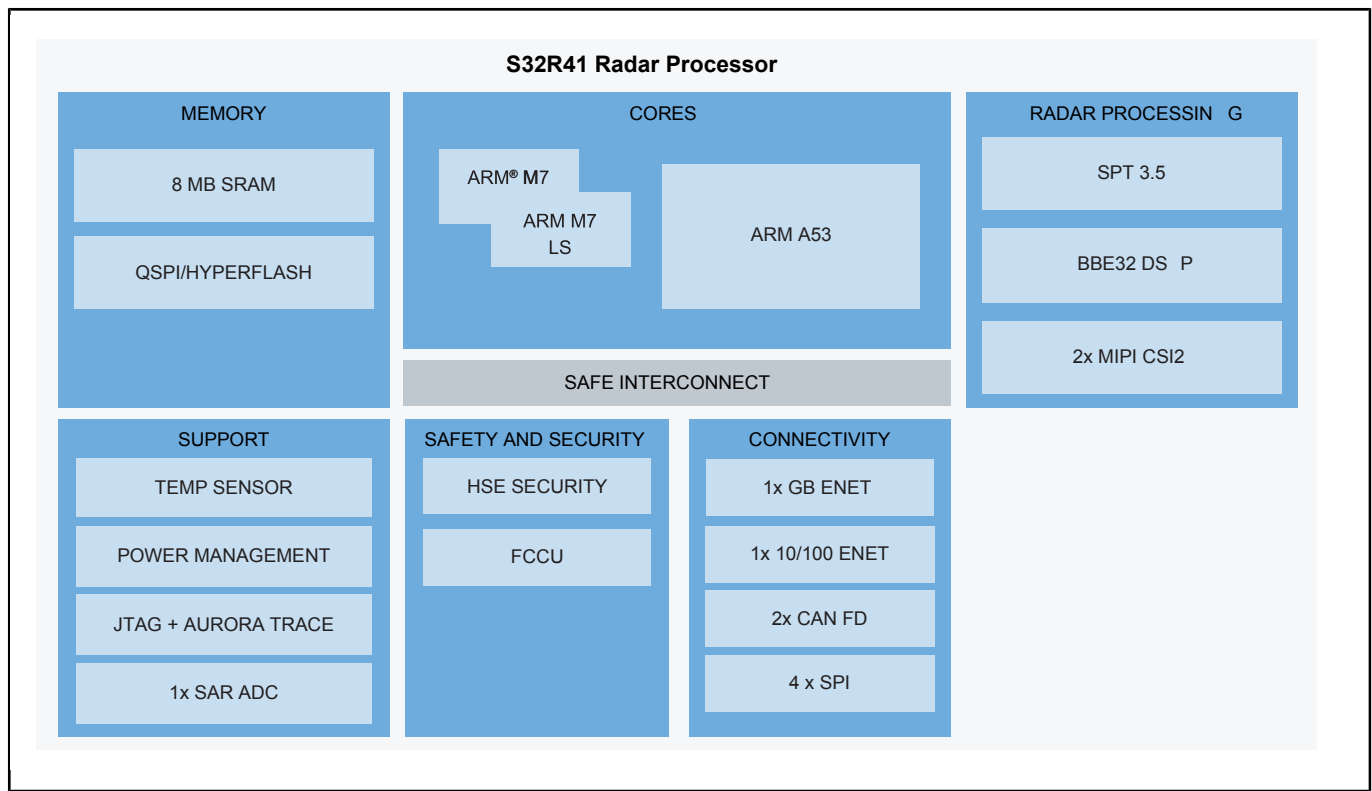 S32R41 Radar Processor
MEMORY
8 MB SRAM
QSPI/HYPERFLASH
CORES
ARM® M7
ARM M7
LS
ARM A53
RADAR PROCESSIN G
SPT 3.5
BBE32 DS P
2x MIPI CSI2
SAFE INTERCONNECT
SUPPORT
TEMP SENSOR
POWER MANAGEMENT
JTAG + AURORA TRACE
1x SAR ADC
SAFETY AND SECURITY
HSE SECURITY
FCCU
CONNECTIVITY
1x GB ENET
1x 10/100 ENET
2x CAN FD
4 x SPI